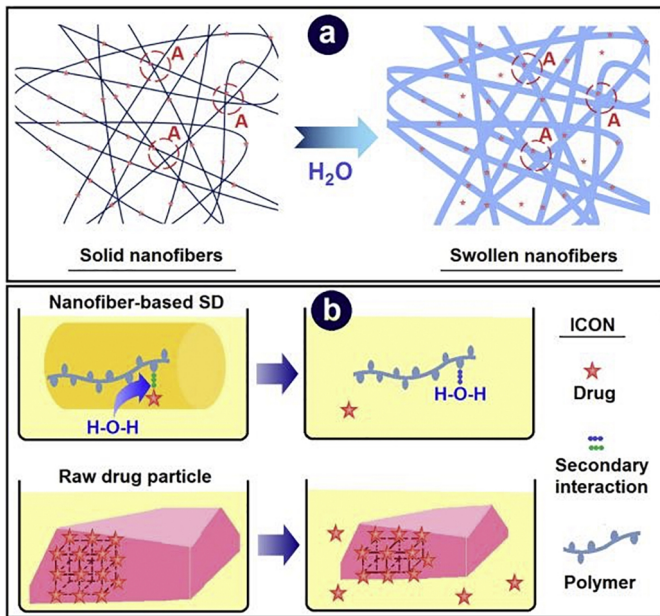 a
A
A
A
A
A
A
H₂O
Solid nanofibers
Swollen nanofibers
b
Nanofiber-based SD
H-O-H
H-O-H
Raw drug particle
ICON
Drug
Secondary
interaction
Polymer